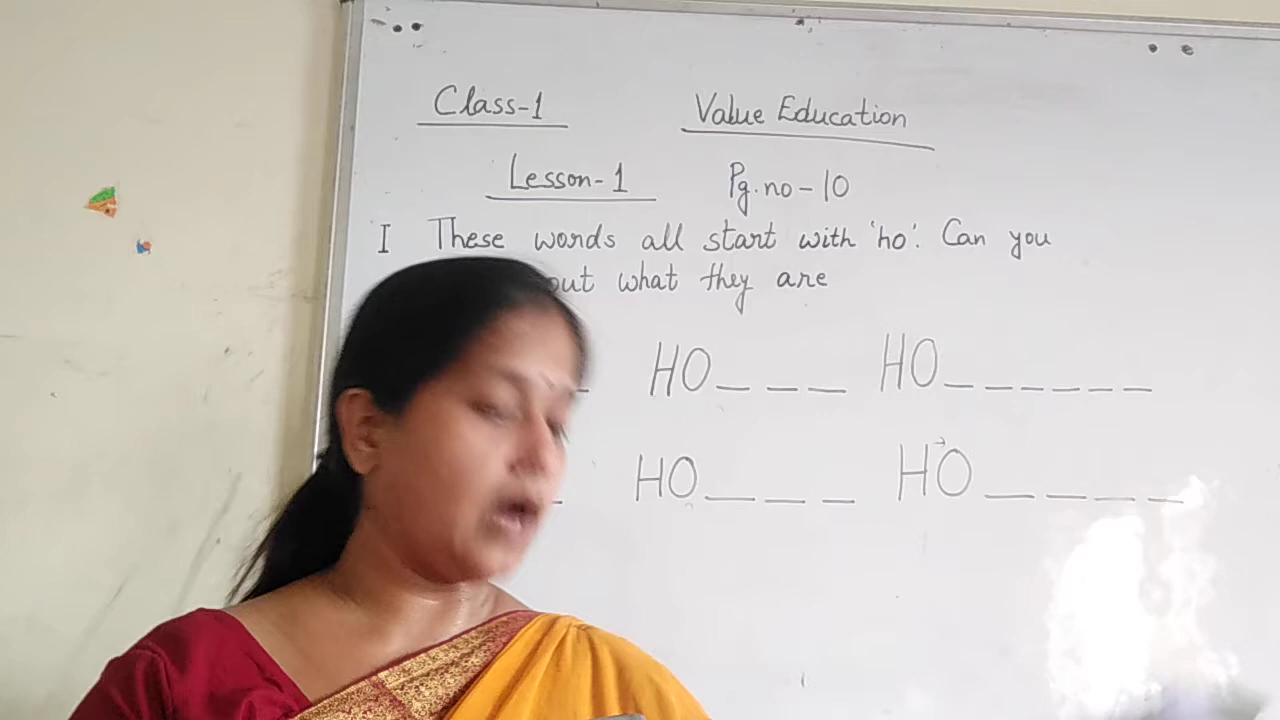 Class-1 Value Education
Lesson-1 Pg.no-10
I These words all start with 'ho'. Can you
out what they are
_ HO_ _ _ HO_ _ _ _ _ _
_ HO_ _ _ HO_ _ _ _